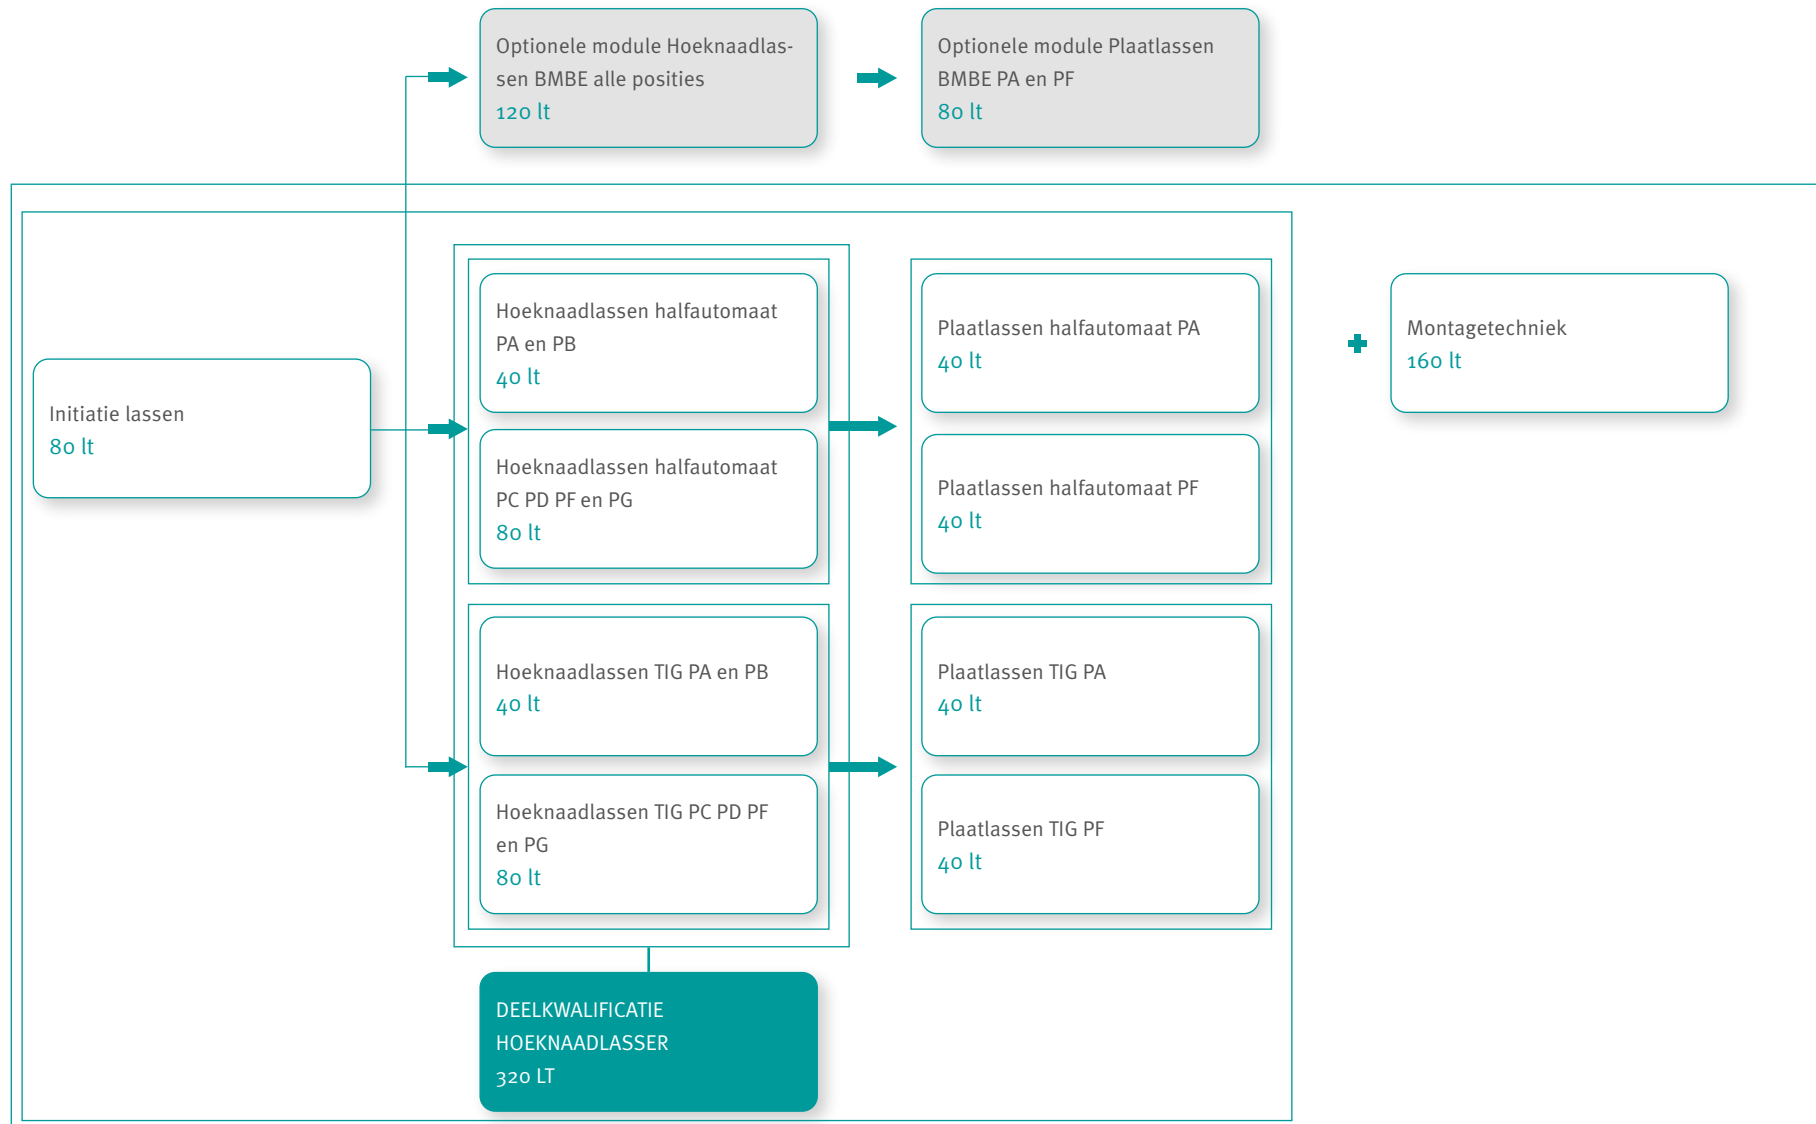 Optionele module Hoeknaadlas-
sen BMBE alle posities
120 lt
Optionele module Plaatlassen
BMBE PA en PF
80 lt
Initiatie lassen
80 lt
Hoeknaadlassen halfautomaat
PA en PB
40 lt
Hoeknaadlassen halfautomaat
PC PD PF en PG
80 lt
Plaatlassen halfautomaat PA
40 lt
Plaatlassen halfautomaat PF
40 lt
Montagetechniek
160 lt
Hoeknaadlassen TIG PA en PB
40 lt
Hoeknaadlassen TIG PC PD PF
en PG
80 lt
Plaatlassen TIG PA
40 lt
Plaatlassen TIG PF
40 lt
DEELKWALIFICATIE
HOEKNAADLASSER
320 LT